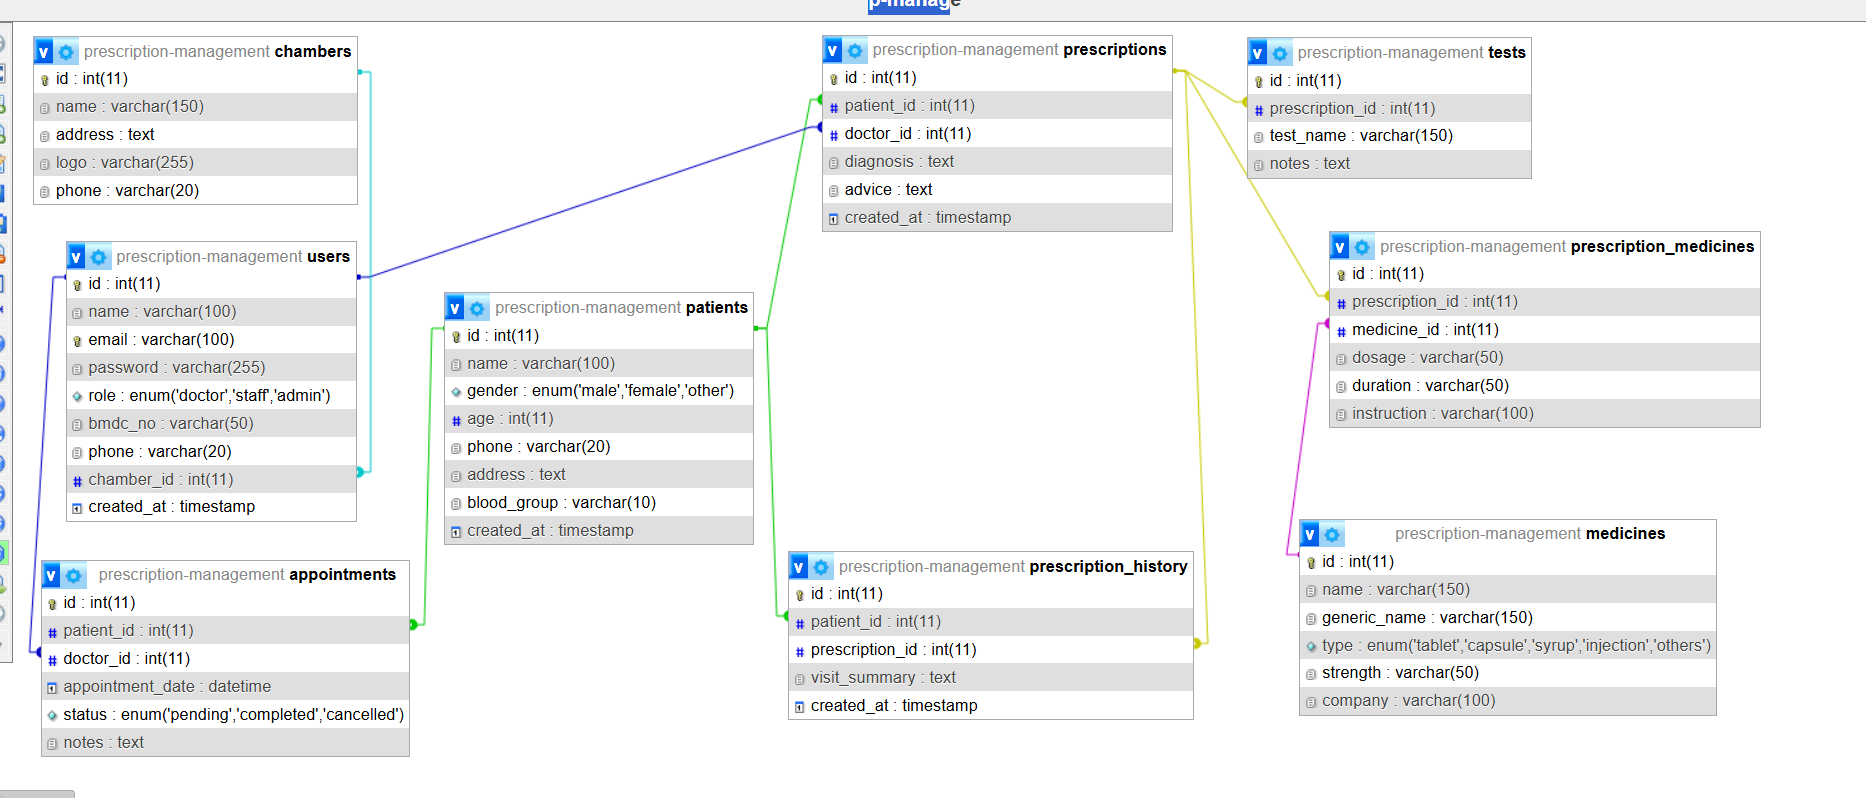 p-manage
prescription-management chambers
id : int(11)
name : varchar(150)
address : text
logo : varchar(255)
phone : varchar(20)
prescription-management users
id : int(11)
name : varchar(100)
email : varchar(100)
password : varchar(255)
role : enum('doctor','staff','admin')
bmdc_no : varchar(50)
phone : varchar(20)
chamber_id : int(11)
created_at : timestamp
prescription-management appointments
id : int(11)
patient_id : int(11)
doctor_id : int(11)
appointment_date : datetime
status : enum('pending','completed','cancelled')
notes : text
prescription-management patients
id : int(11)
name : varchar(100)
gender : enum('male','female','other')
age : int(11)
phone : varchar(20)
address : text
blood_group : varchar(10)
created_at : timestamp
prescription-management prescriptions
id : int(11)
patient_id : int(11)
doctor_id : int(11)
diagnosis : text
advice : text
created_at : timestamp
prescription-management prescription_history
id : int(11)
patient_id : int(11)
prescription_id : int(11)
visit_summary : text
created_at : timestamp
prescription-management tests
id : int(11)
prescription_id : int(11)
test_name : varchar(150)
notes : text
prescription-management prescription_medicines
id : int(11)
prescription_id : int(11)
medicine_id : int(11)
dosage : varchar(50)
duration : varchar(50)
instruction : varchar(100)
prescription-management medicines
id : int(11)
name : varchar(150)
generic_name : varchar(150)
type : enum('tablet','capsule','syrup','injection','others')
strength : varchar(50)
company : varchar(100)